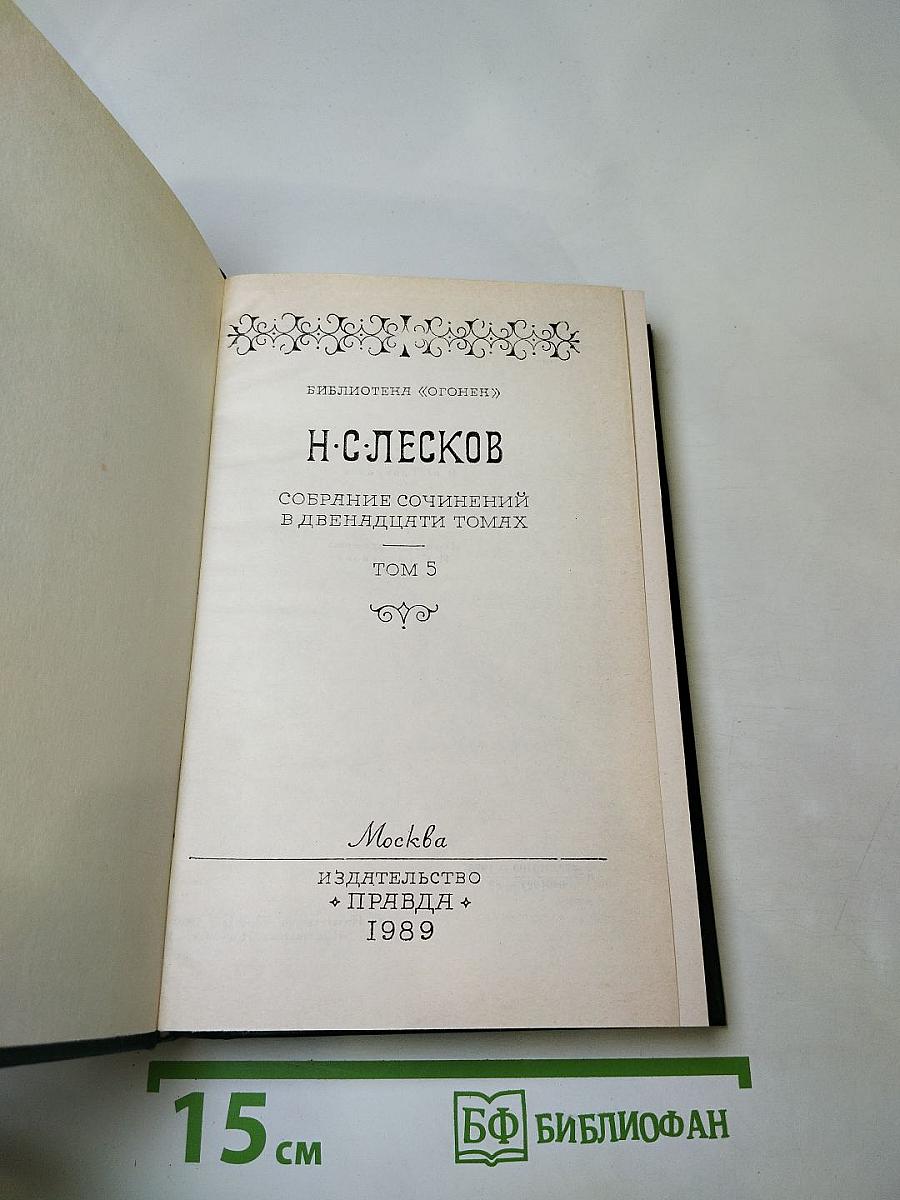 БИБЛИОТЕКА «ОГОНЕК»
Н·С·ЛЕСКОВ
СОБРАНИЕ СОЧИНЕНИЙ
В ДВЕНАДЦАТИ ТОМАХ
ТОМ 5
Москва
ИЗДАТЕЛЬСТВО
ПРАВДА
1989
15 см
БФ БИБЛИОФАН